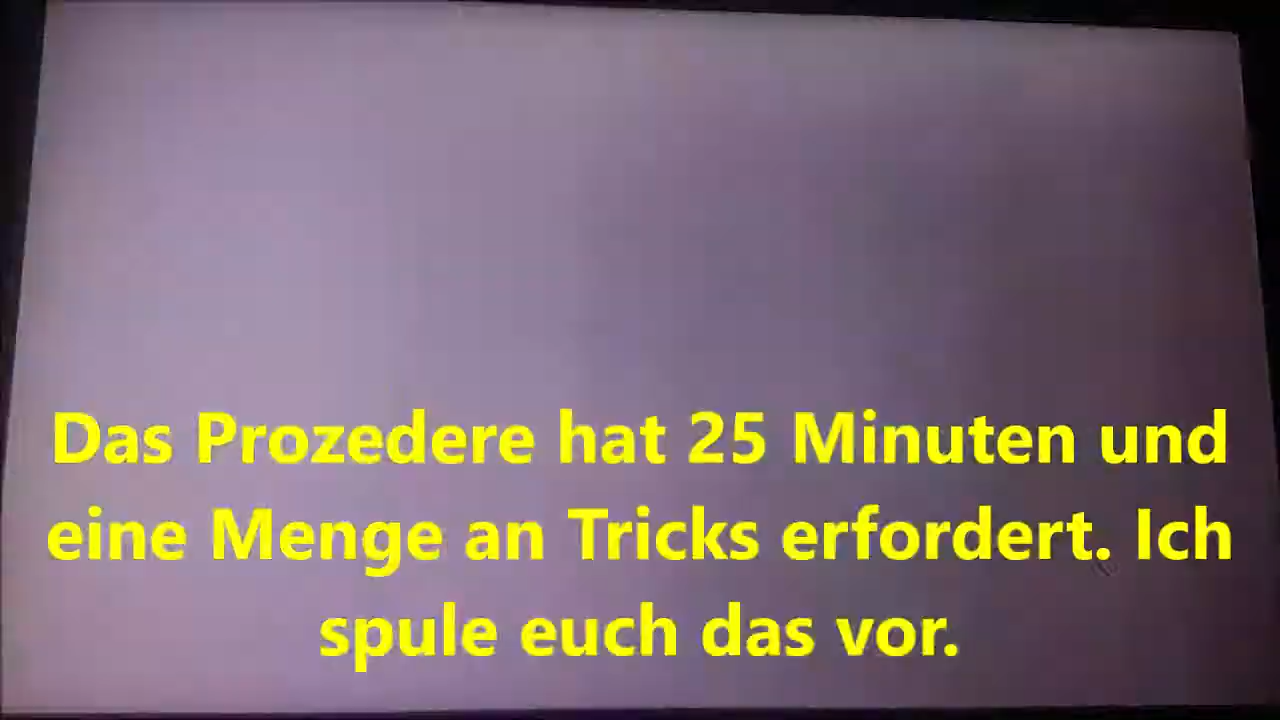 Das Prozedere hat 25 Minuten und
eine Menge an Tricks erfordert. Ich
spule euch das vor.